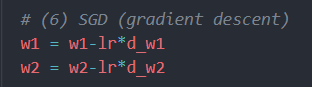 # (6) SGD (gradient descent)
w1 = w1-lr*d_w1
w2 = w2-lr*d_w2